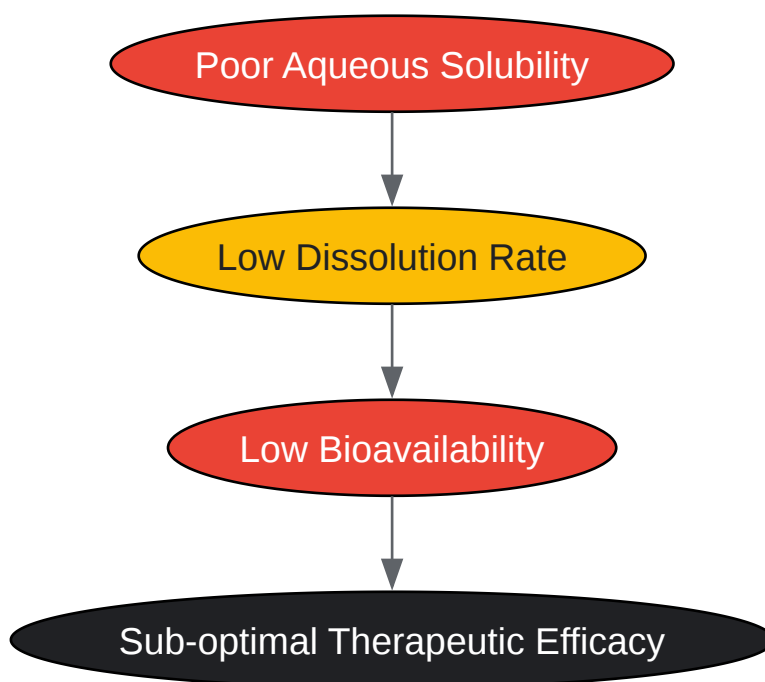 Poor Aqueous Solubility
Low Dissolution Rate
Low Bioavailability
Sub-optimal Therapeutic Efficacy